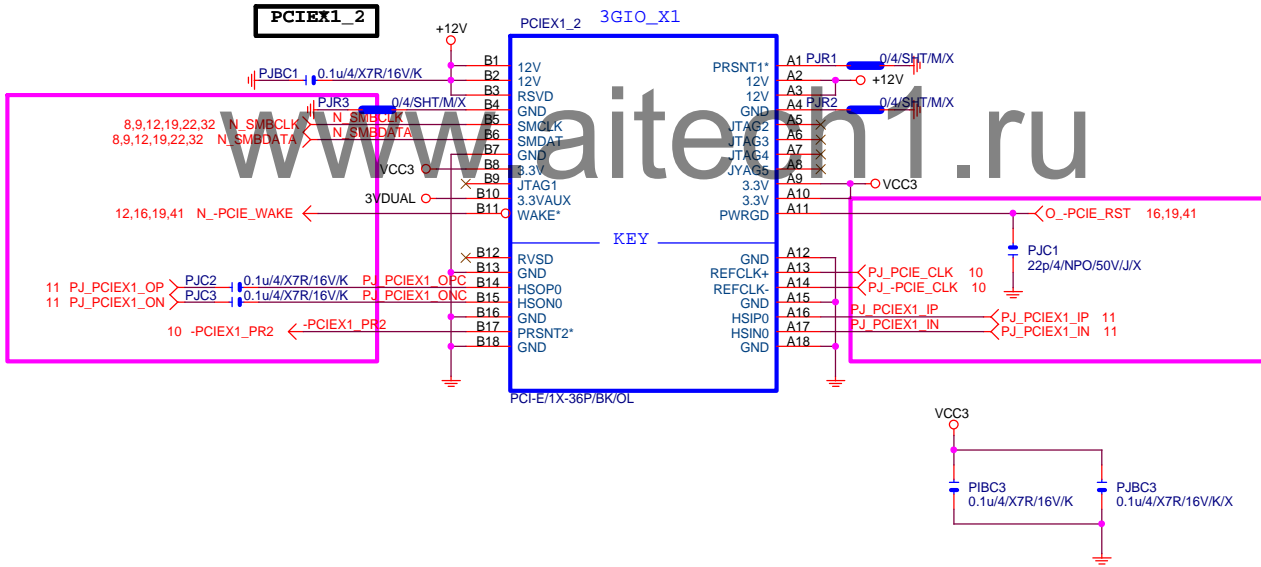 PCIEX1_2
3GIO_X1
PCIEX1_2
+12V
PJBC1 0.1u/4/X7R/16V/K
B1 12V
B2 12V
B3 RSVD
PJR3 0/4/SHT/M/X
B4 GND
8,9,12,19,22,32 N_SMBCLK N_SMBCLK B5 SMCLK
8,9,12,19,22,32 N_SMBDATA N_SMBDATA B6 SMDAT
B7 GND
VCC3 B8 3.3V
B9 JTAG1
3VDUAL B10 3.3VAUX
12,16,19,41 N_-PCIE_WAKE B11 WAKE*
KEY
B12 RVSD
B13 GND
11 PJ_PCIEX1_OP PJC2 0.1u/4/X7R/16V/K PJ_PCIEX1_OPC B14 HSOP0
11 PJ_PCIEX1_ON PJC3 0.1u/4/X7R/16V/K PJ_PCIEX1_ONC B15 HSON0
B16 GND
10 -PCIEX1_PR2 -PCIEX1_PR2 B17 PRSNT2*
B18 GND
PRSNT1* A1 PJR1 0/4/SHT/M/X
12V A2 +12V
12V A3
GND A4 PJR2 0/4/SHT/M/X
JTAG2 A5
JTAG3 A6
JTAG4 A7
JYAG5 A8
3.3V A9 VCC3
3.3V A10
PWRGD A11 O_-PCIE_RST 16,19,41
PJC1
22p/4/NPO/50V/J/X
GND A12
REFCLK+ A13 PJ_PCIE_CLK 10
REFCLK- A14 PJ_-PCIE_CLK 10
GND A15
HSIP0 A16 PJ_PCIEX1_IP PJ_PCIEX1_IP 11
HSIN0 A17 PJ_PCIEX1_IN PJ_PCIEX1_IN 11
GND A18
PCI-E/1X-36P/BK/OL
VCC3
PIBC3
0.1u/4/X7R/16V/K
PJBC3
0.1u/4/X7R/16V/K/X
www.aitech1.ru